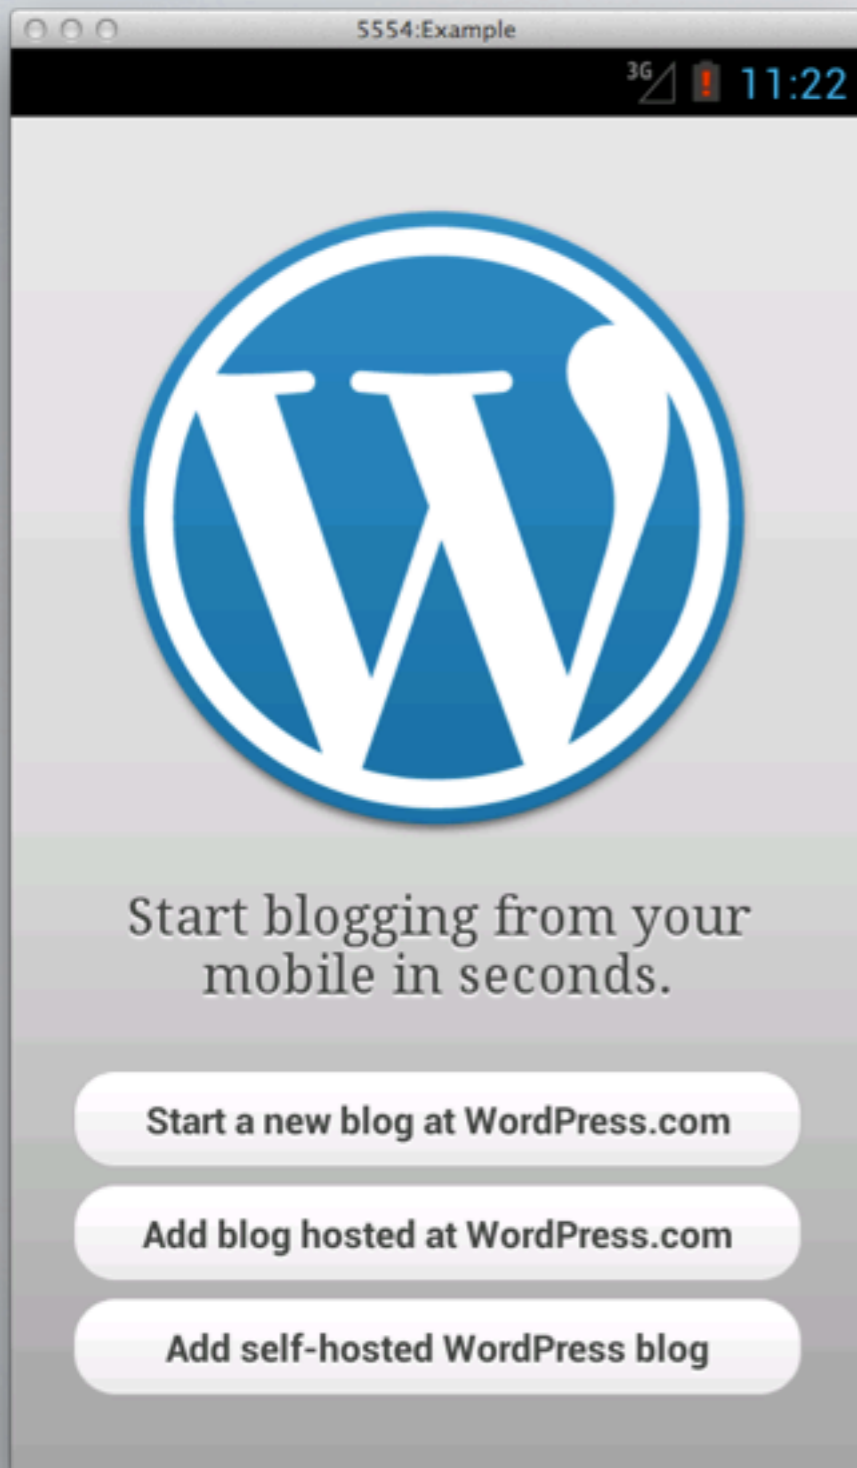 5554:Example
3G
11:22
W
Start blogging from your
mobile in seconds.
Start a new blog at WordPress.com
Add blog hosted at WordPress.com
Add self-hosted WordPress blog